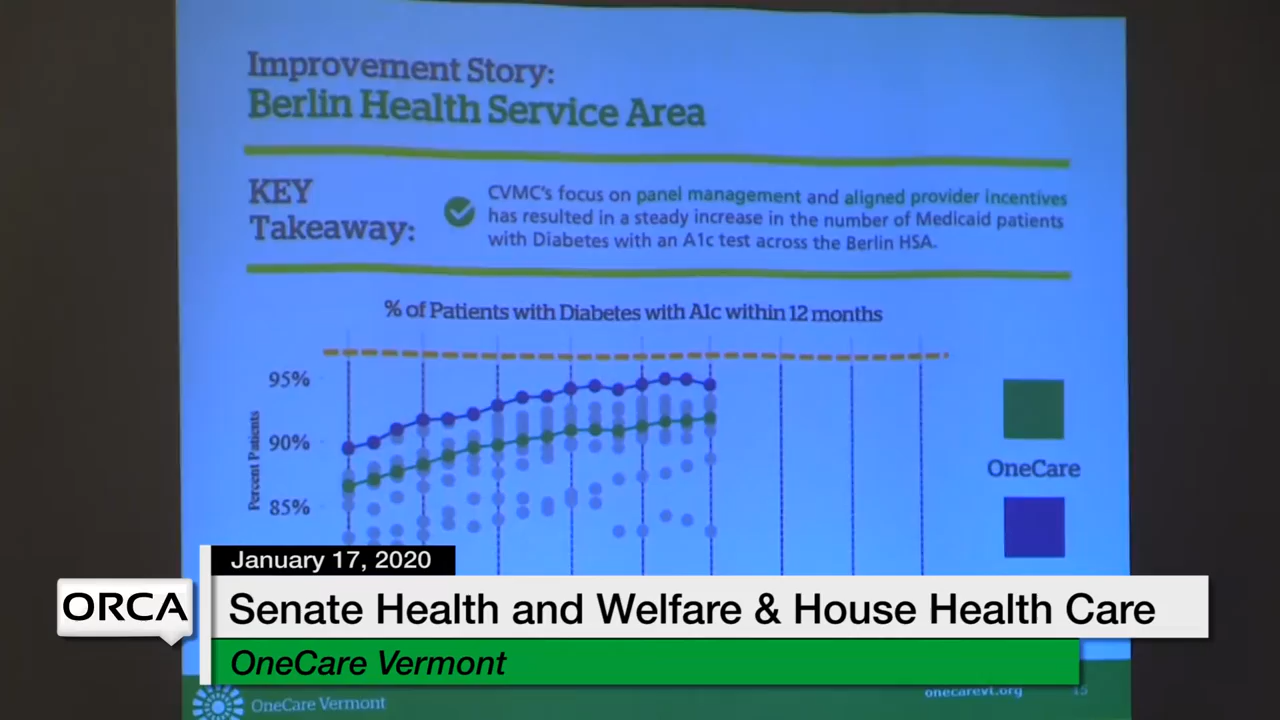 Improvement Story:
Berlin Health Service Area
KEY
Takeaway:
CVMC's focus on panel management and aligned provider incentives
has resulted in a steady increase in the number of Medicaid patients
with Diabetes with an A1c test across the Berlin HSA.
% of Patients with Diabetes with A1c within 12 months
95%
90%
85%
Percent Patients
OneCare
January 17, 2020
ORCA
Senate Health and Welfare & House Health Care
OneCare Vermont
OneCare Vermont
onecarevt.org
15